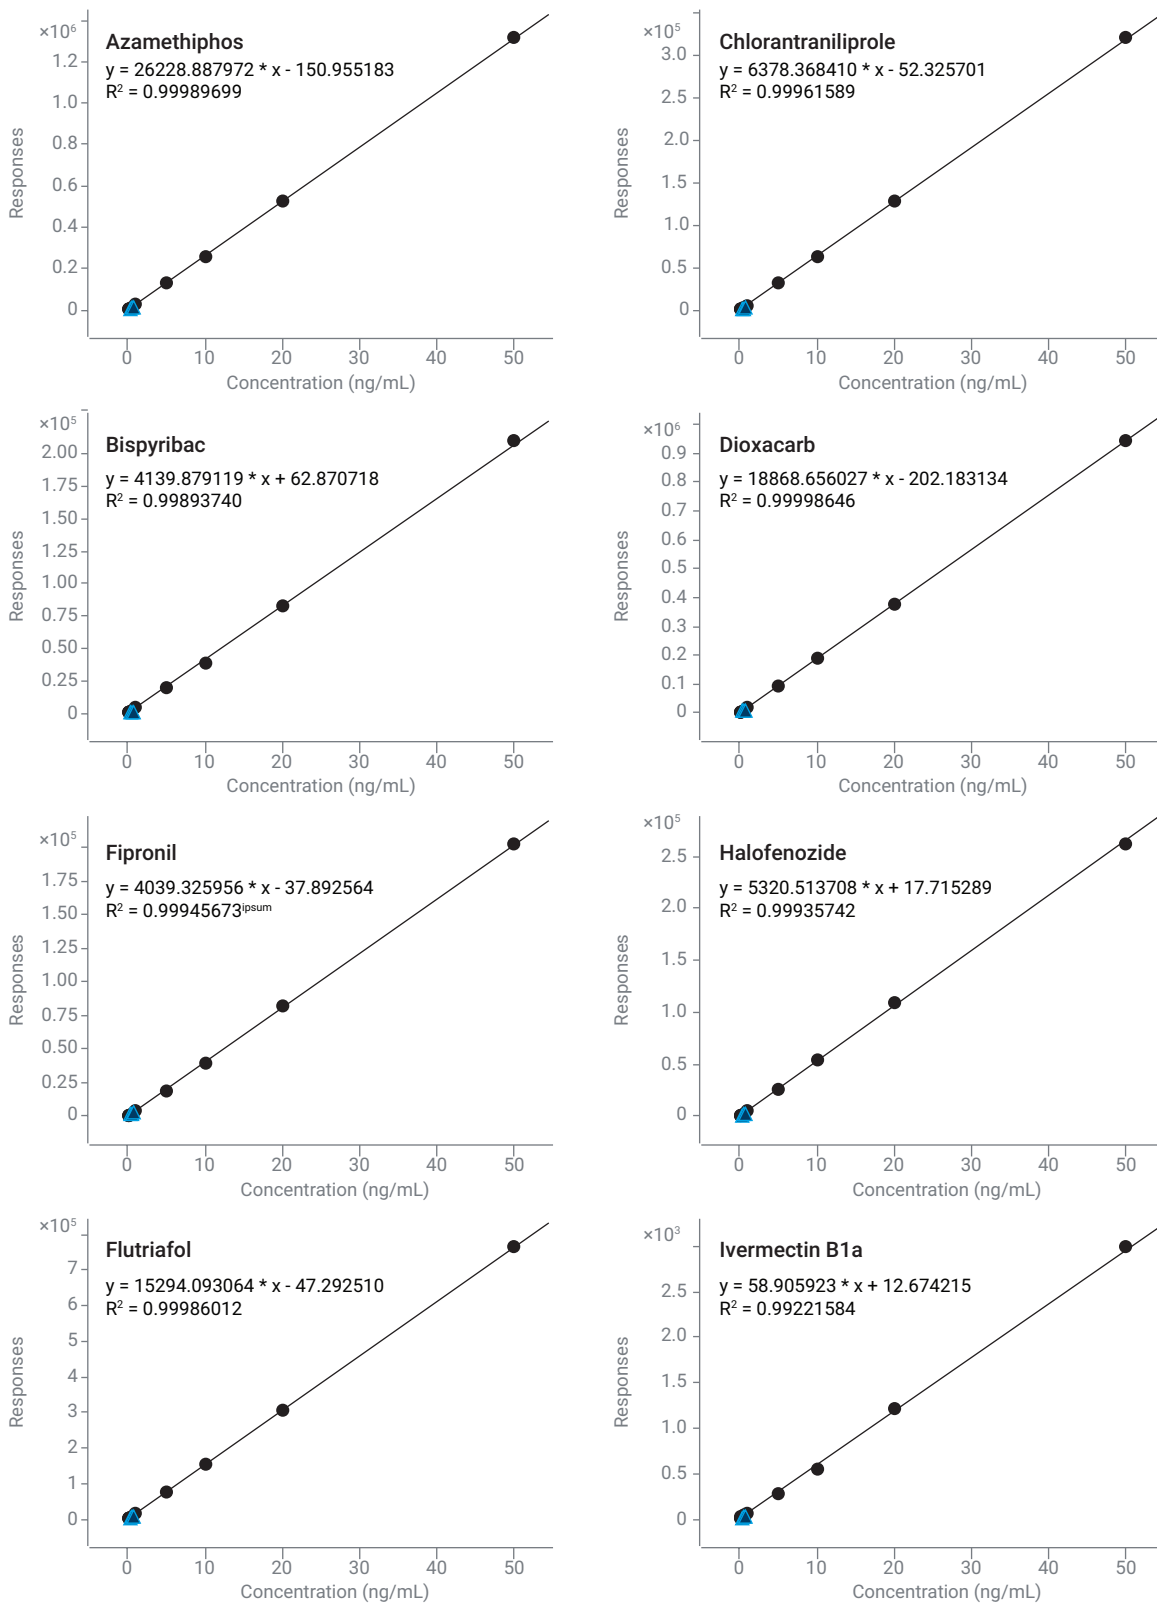 ×10⁶
Azamethiphos
y = 26228.887972 * x - 150.955183
R² = 0.99989699
1.2
1.0
0.8
0.6
0.4
0.2
0
Responses
0 10 20 30 40 50
Concentration (ng/mL)
×10⁵
Chlorantraniliprole
y = 6378.368410 * x - 52.325701
R² = 0.99961589
3.0
2.5
2.0
1.5
1.0
0.5
0
Responses
0 10 20 30 40 50
Concentration (ng/mL)
×10⁵
Bispyribac
y = 4139.879119 * x + 62.870718
R² = 0.99893740
2.00
1.75
1.50
1.25
1.00
0.75
0.50
0.25
0
Responses
0 10 20 30 40 50
Concentration (ng/mL)
×10⁶
Dioxacarb
y = 18868.656027 * x - 202.183134
R² = 0.99998646
0.9
0.8
0.7
0.6
0.5
0.4
0.3
0.2
0.1
0
Responses
0 10 20 30 40 50
Concentration (ng/mL)
×10⁵
Fipronil
y = 4039.325956 * x - 37.892564
R² = 0.99945673ipsum
1.75
1.50
1.25
1.00
0.75
0.50
0.25
0
Responses
0 10 20 30 40 50
Concentration (ng/mL)
×10⁵
Halofenozide
y = 5320.513708 * x + 17.715289
R² = 0.99935742
2.5
2.0
1.5
1.0
0.5
0
Responses
0 10 20 30 40 50
Concentration (ng/mL)
×10⁵
Flutriafol
y = 15294.093064 * x - 47.292510
R² = 0.99986012
7
6
5
4
3
2
1
0
Responses
0 10 20 30 40 50
Concentration (ng/mL)
×10³
Ivermectin B1a
y = 58.905923 * x + 12.674215
R² = 0.99221584
2.5
2.0
1.5
1.0
0.5
0
Responses
0 10 20 30 40 50
Concentration (ng/mL)